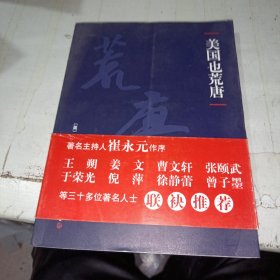 美国也荒唐
荒唐
著名主持人崔永元作序
王朔 姜文 曹文轩 张颐武
于荣光 倪萍 徐静蕾 曾子墨
等三十多位著名人士 联袂推荐